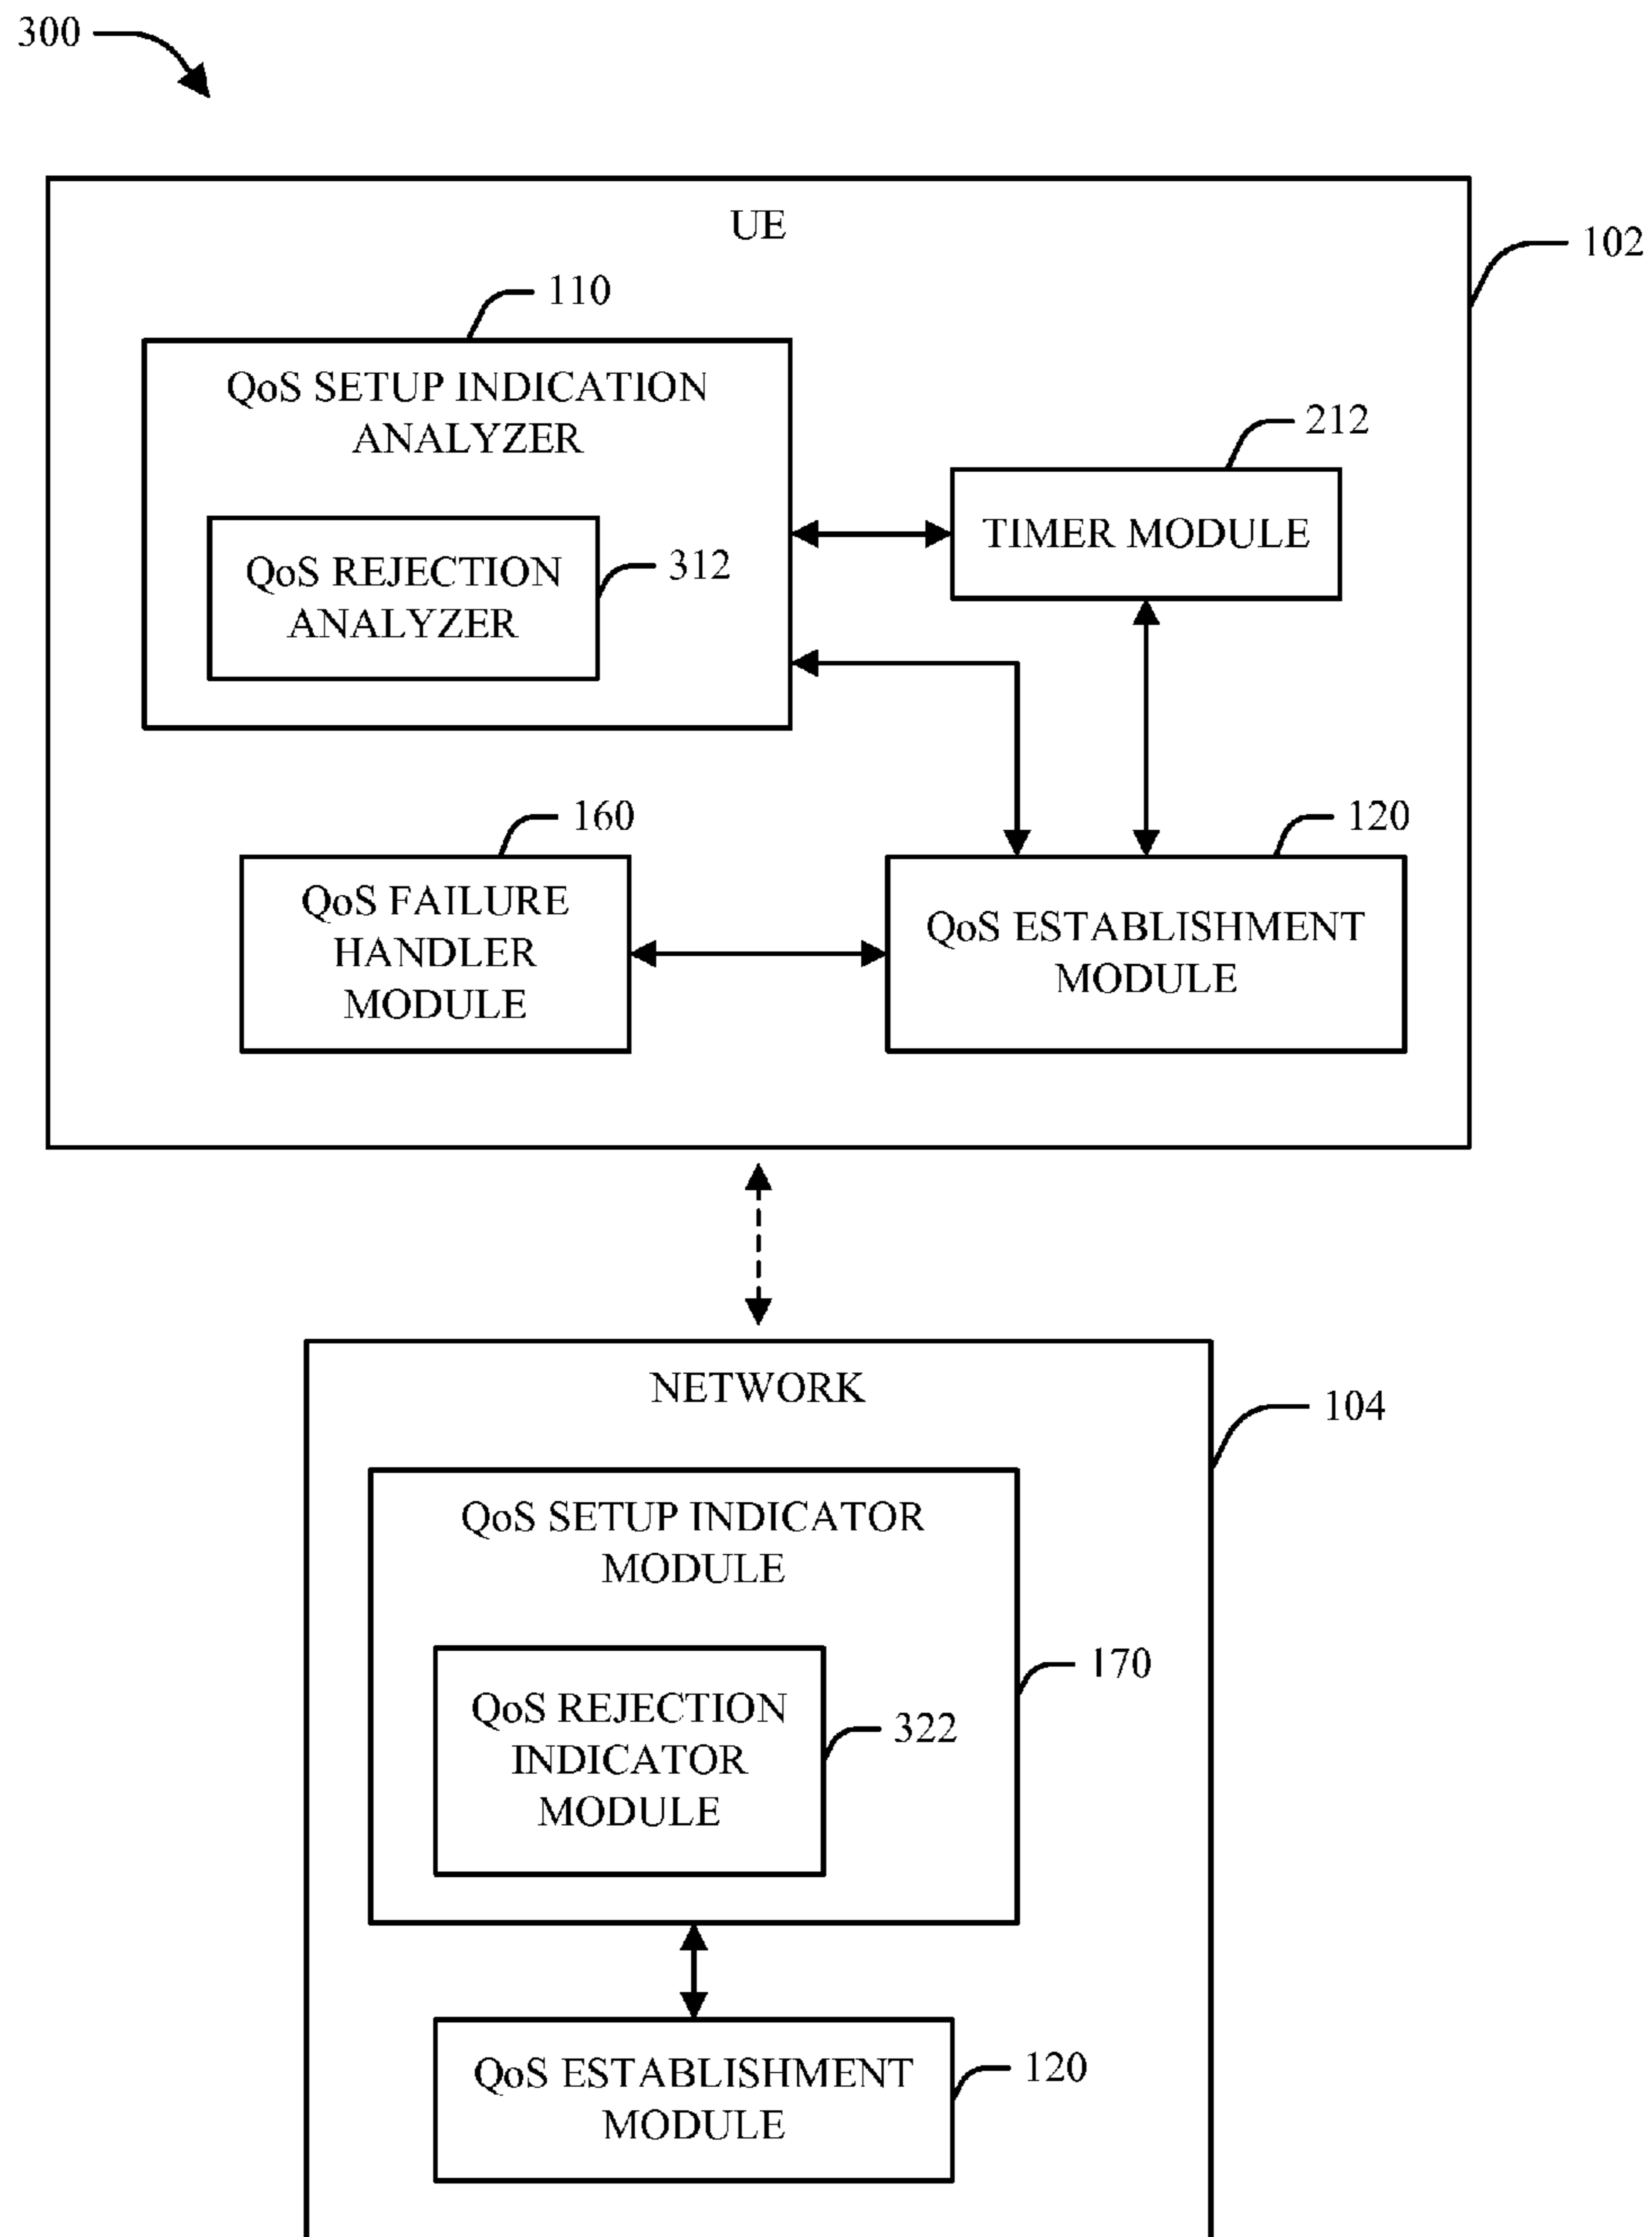 300
UE
102
110
QoS SETUP INDICATION
ANALYZER
212
TIMER MODULE
QoS REJECTION
ANALYZER
312
160
120
QoS FAILURE
HANDLER
MODULE
QoS ESTABLISHMENT
MODULE
NETWORK
104
QoS SETUP INDICATOR
MODULE
170
QoS REJECTION
INDICATOR
MODULE
322
QoS ESTABLISHMENT
MODULE
120